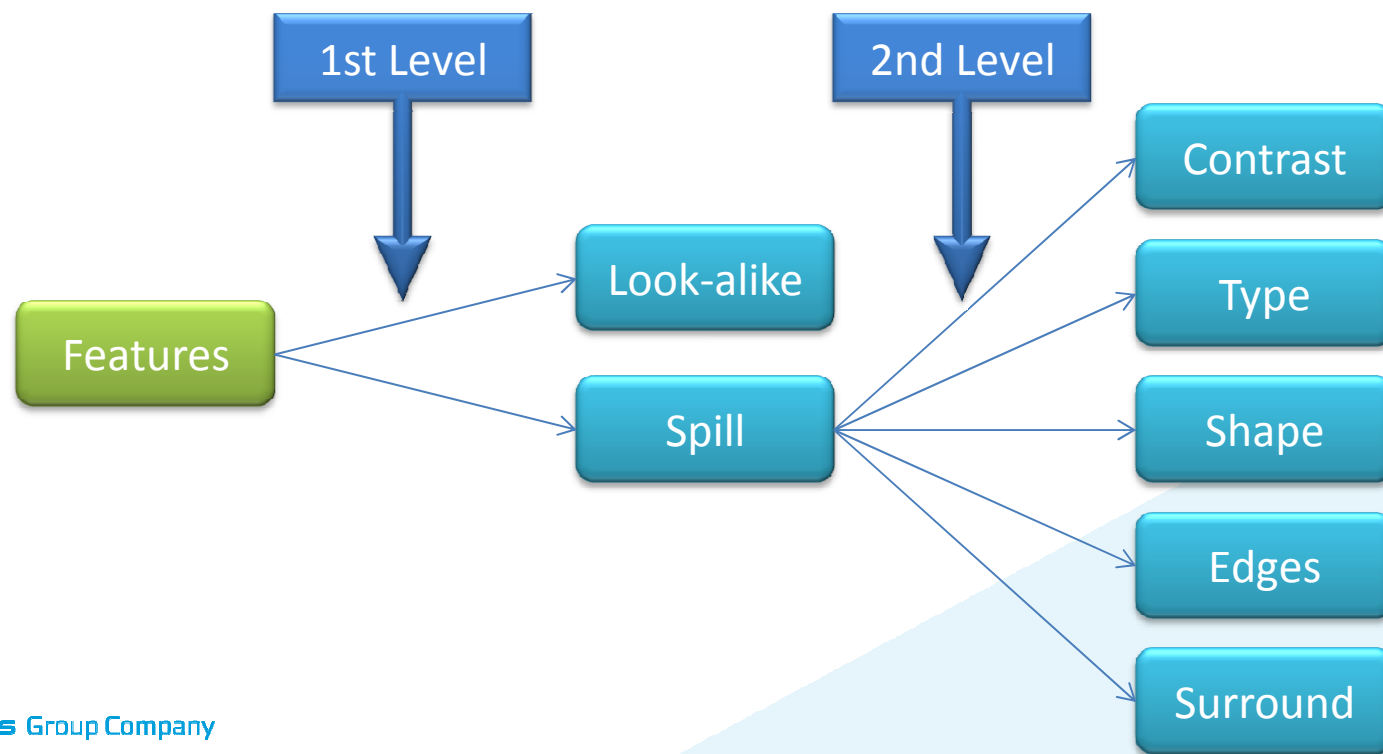 1st Level
2nd Level
Contrast
Look-alike
Type
Features
Spill
Shape
Edges
Surround
Group Company